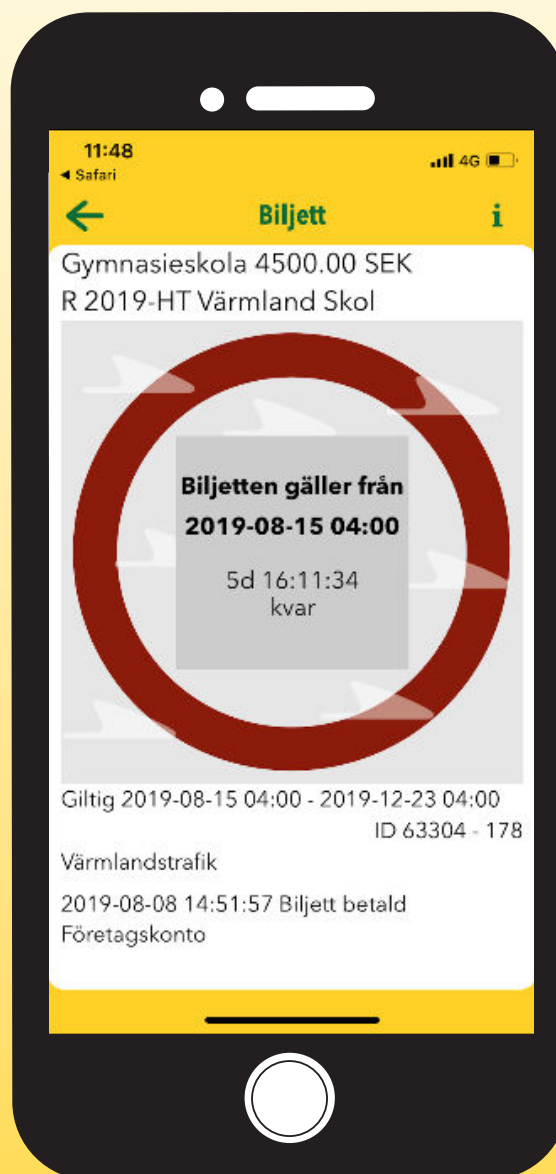 11:48
4G
◀ Safari
Biljett
i
Gymnasieskola 4500.00 SEK
R 2019-HT Värmland Skol
Biljetten gäller från
2019-08-15 04:00
5d 16:11:34
kvar
Giltig 2019-08-15 04:00 - 2019-12-23 04:00
ID 63304 - 178
Värmlandstrafik
2019-08-08 14:51:57 Biljett betald
Företagskonto